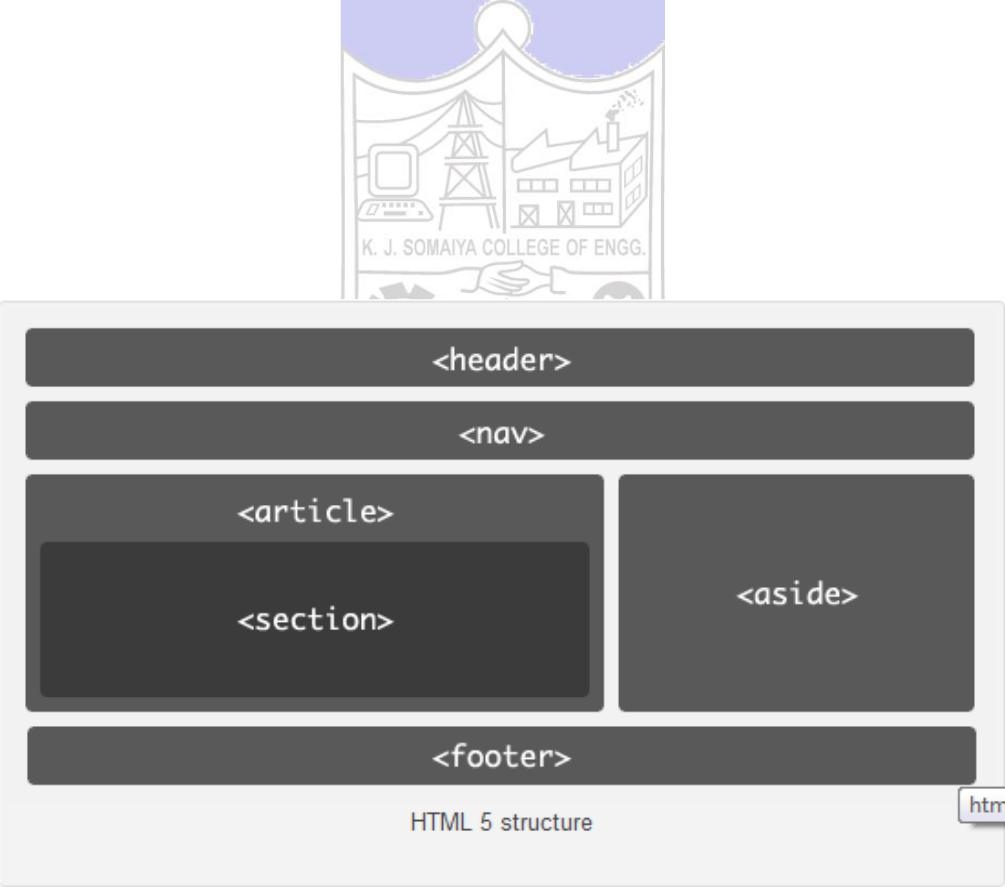 K. J. SOMAIYA COLLEGE OF ENGG.
<header>
<nav>
<article>
<section>
<aside>
<footer>
HTML 5 structure